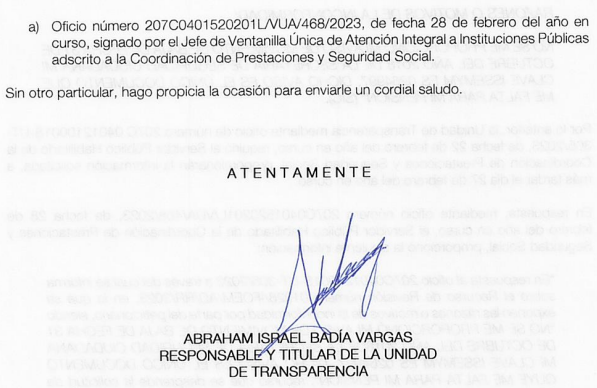 a) Oficio número 207C0401520201L/VUA/468/2023, de fecha 28 de febrero del año en
curso, signado por el Jefe de Ventanilla Única de Atención Integral a Instituciones Públicas
adscrito a la Coordinación de Prestaciones y Seguridad Social.
Sin otro particular, hago propicia la ocasión para enviarle un cordial saludo.
A T E N T A M E N T E
ABRAHAM ISRAEL BADÍA VARGAS
RESPONSABLE Y TITULAR DE LA UNIDAD
DE TRANSPARENCIA